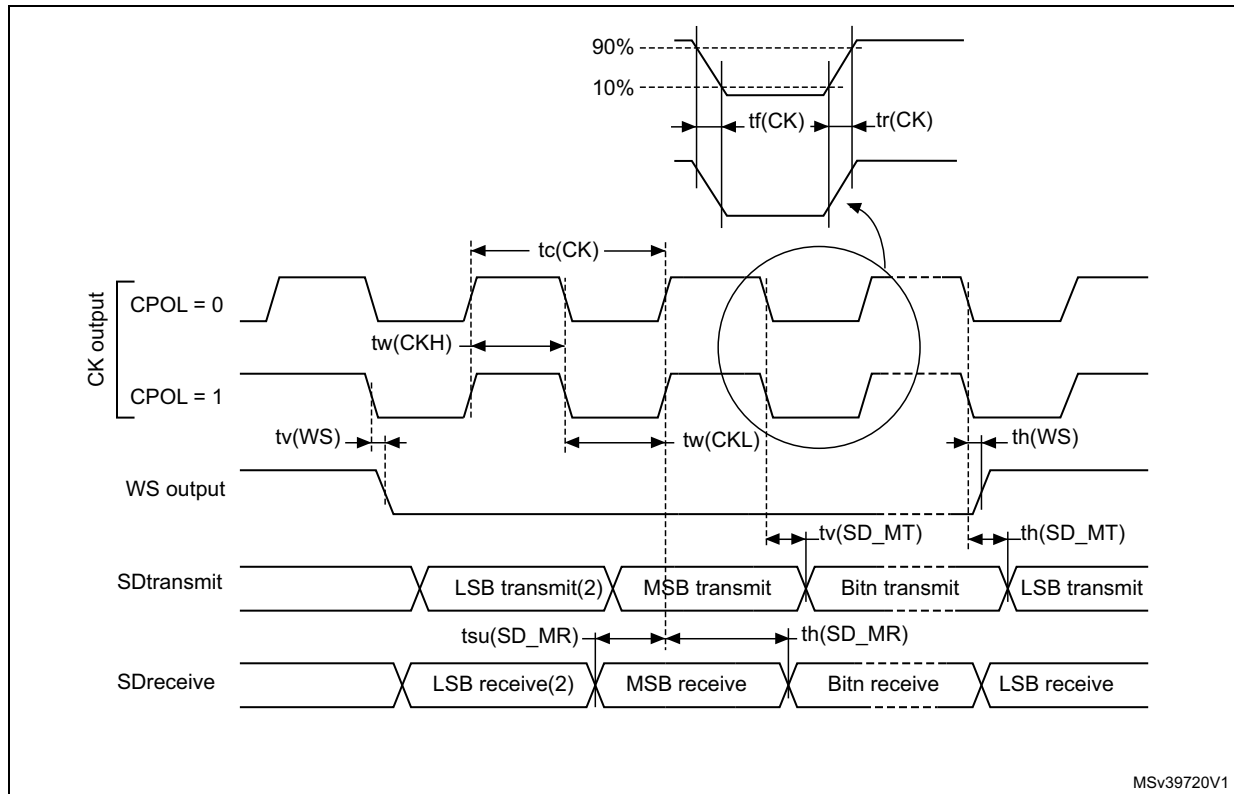 90%
10%
tf(CK)
tr(CK)
tc(CK)
CK output
CPOL = 0
tw(CKH)
CPOL = 1
tv(WS)
tw(CKL)
th(WS)
WS output
tv(SD_MT)
th(SD_MT)
SDtransmit
LSB transmit(2)
MSB transmit
Bitn transmit
LSB transmit
tsu(SD_MR)
th(SD_MR)
SDreceive
LSB receive(2)
MSB receive
Bitn receive
LSB receive
MSv39720V1